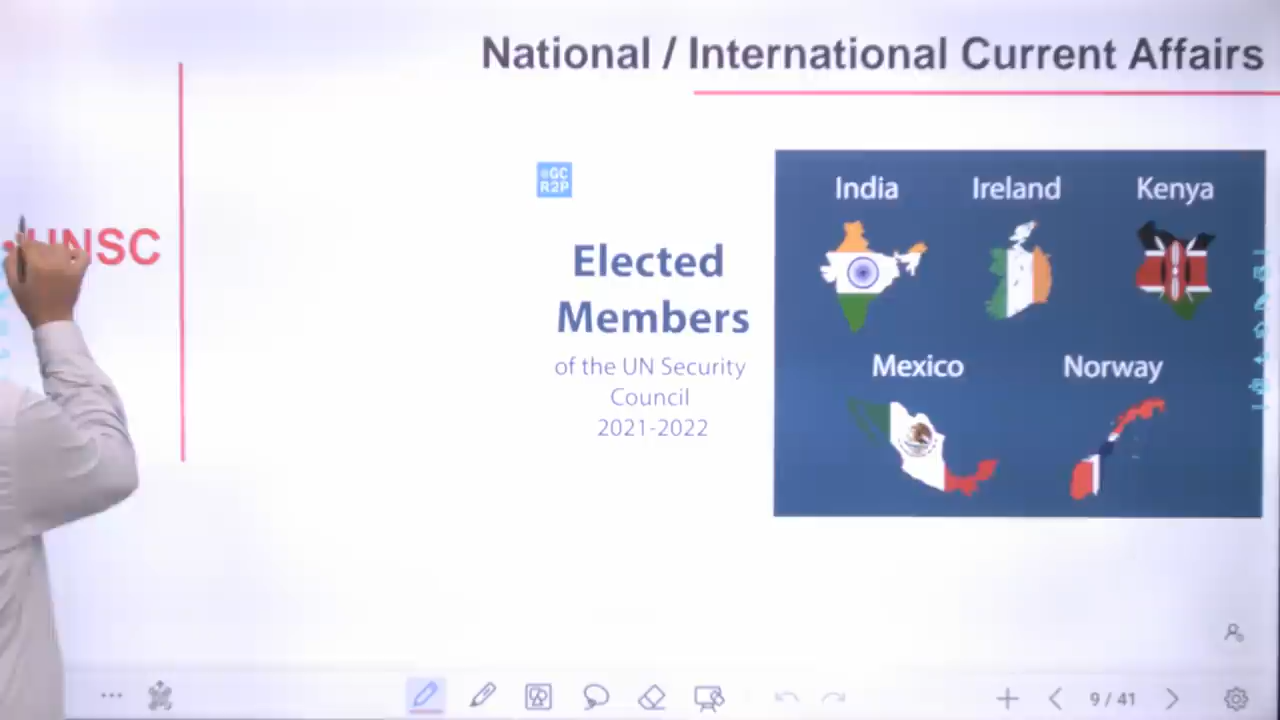 National / International Current Affairs
UNSC
GC
R2P
Elected
Members
of the UN Security
Council
2021-2022
India
Ireland
Kenya
Mexico
Norway
9 / 41